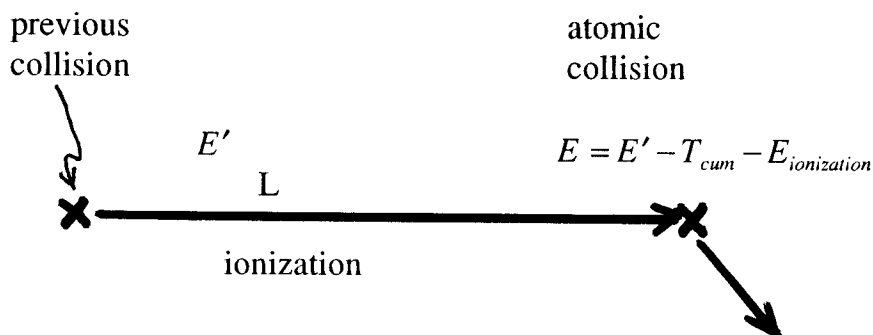 previous
collision
atomic
collision
E′
E = E′ − T_cum − E_ionization
L
ionization